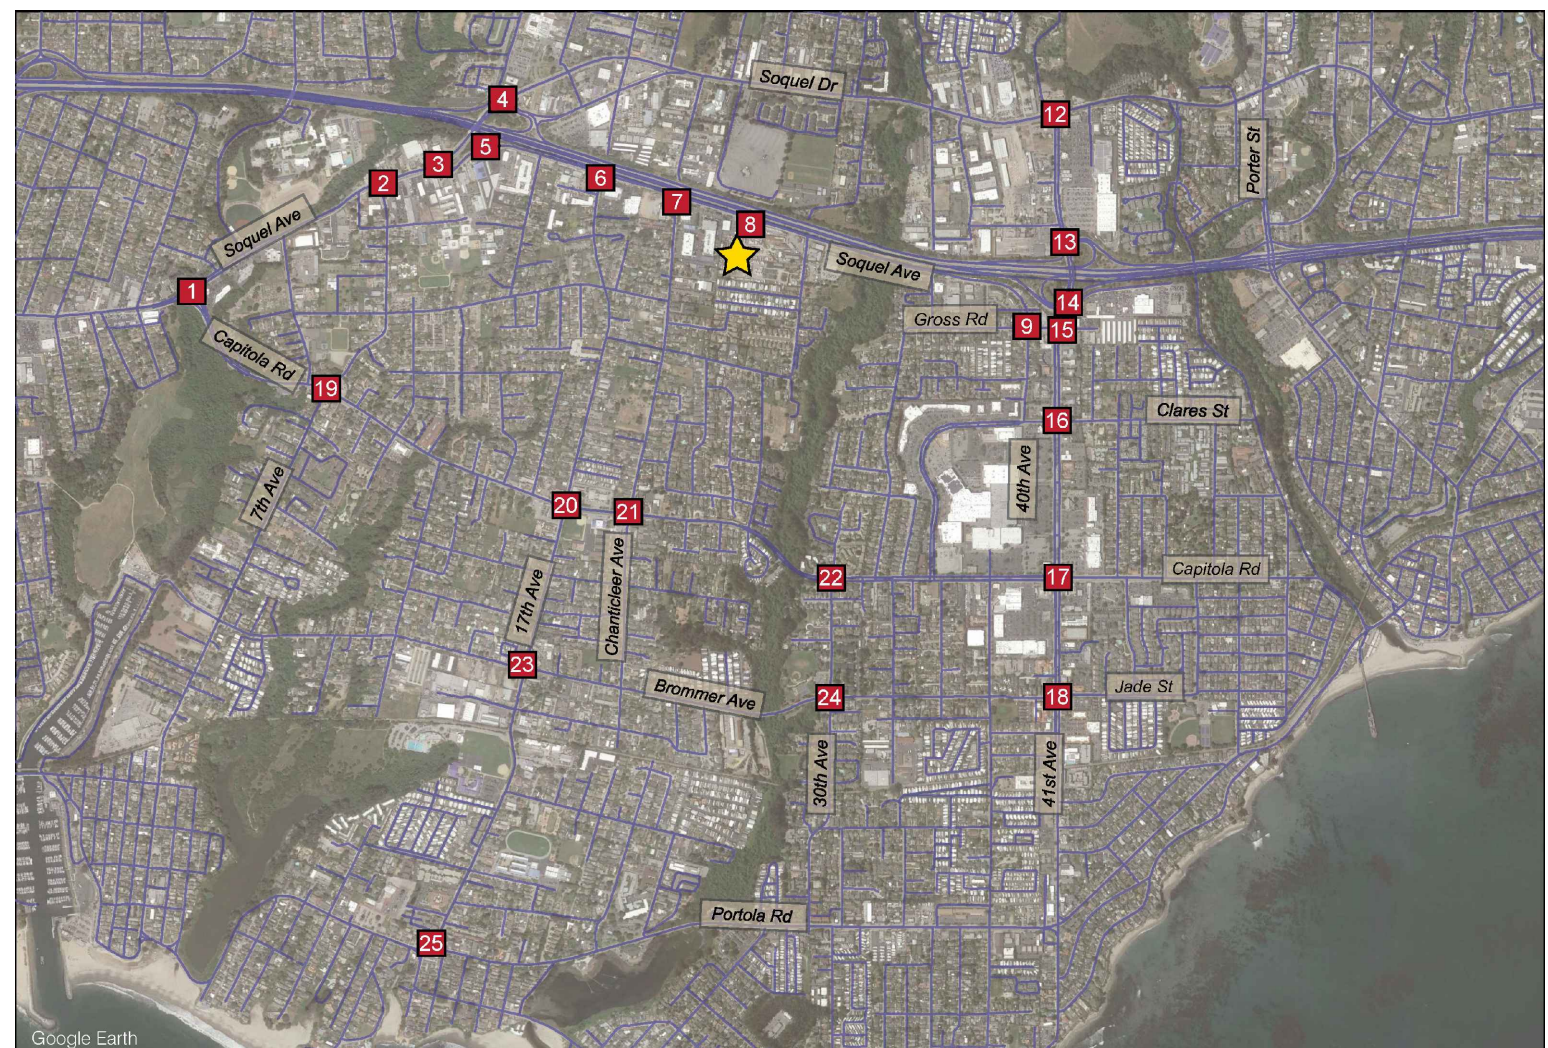 4
Soquel Dr
12
5
3
Porter St
2
6
7
8
13
Soquel Ave
Soquel Ave
1
14
Gross Rd
9
15
Capitola Rd
19
Clares St
16
40th Ave
7th Ave
20
21
Chanticleer Ave
17th Ave
22
17
Capitola Rd
23
Brommer Ave
24
18
Jade St
30th Ave
41st Ave
Portola Rd
25
Google Earth